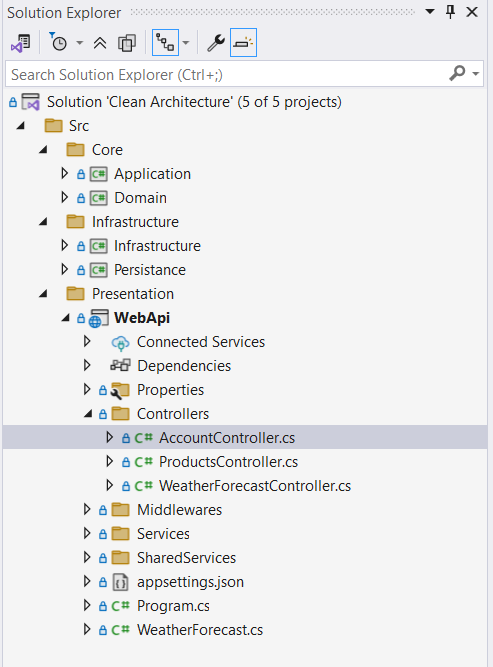 Solution Explorer
Search Solution Explorer (Ctrl+;)
Solution 'Clean Architecture' (5 of 5 projects)
Src
Core
C# Application
C# Domain
Infrastructure
C# Infrastructure
C# Persistance
Presentation
WebApi
Connected Services
Dependencies
Properties
Controllers
C# AccountController.cs
C# ProductsController.cs
C# WeatherForecastController.cs
Middlewares
Services
SharedServices
appsettings.json
C# Program.cs
C# WeatherForecast.cs